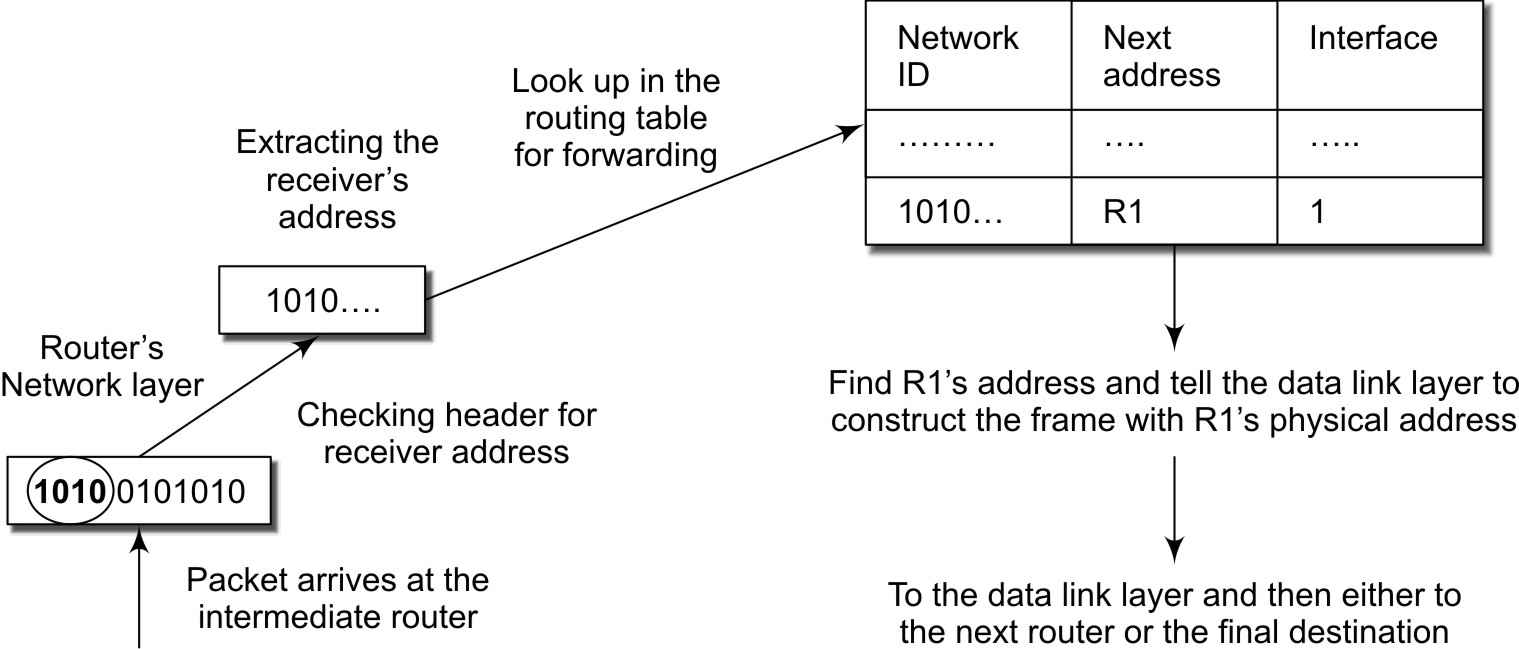 Network
ID
Next
address
Interface
.........
....
.....
1010...
R1
1
Look up in the
routing table
for forwarding
Extracting the
receiver’s
address
1010....
Router’s
Network layer
Checking header for
receiver address
10100101010
Packet arrives at the
intermediate router
Find R1’s address and tell the data link layer to
construct the frame with R1’s physical address
To the data link layer and then either to
the next router or the final destination